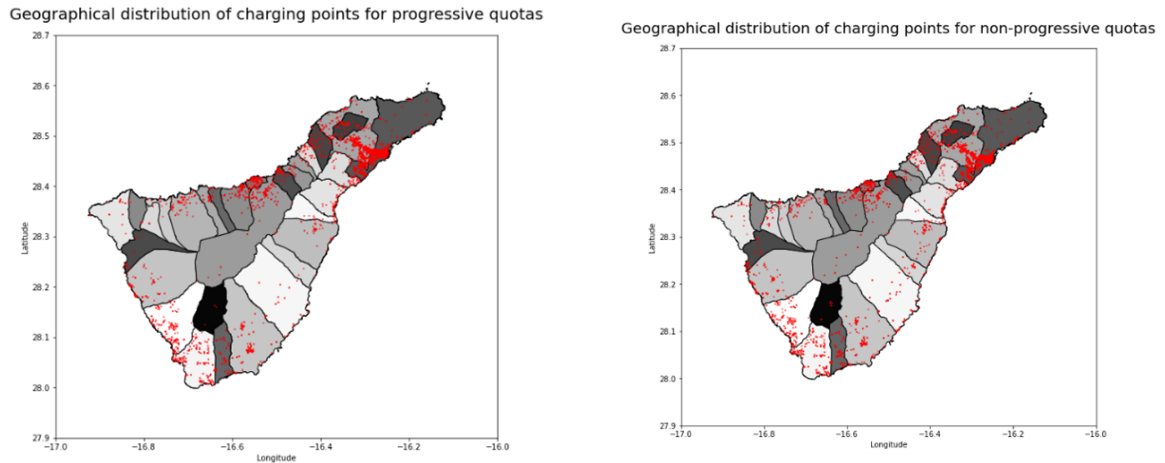 Geographical distribution of charging points for progressive quotas
28.7
28.6
28.5
28.4
28.3
28.2
28.1
28.0
27.9
Latitude
−17.0 −16.8 −16.6 −16.4 −16.2 −16.0
Longitude
Geographical distribution of charging points for non-progressive quotas
28.7
28.6
28.5
28.4
28.3
28.2
28.1
28.0
27.9
Latitude
−17.0 −16.8 −16.6 −16.4 −16.2 −16.0
Longitude